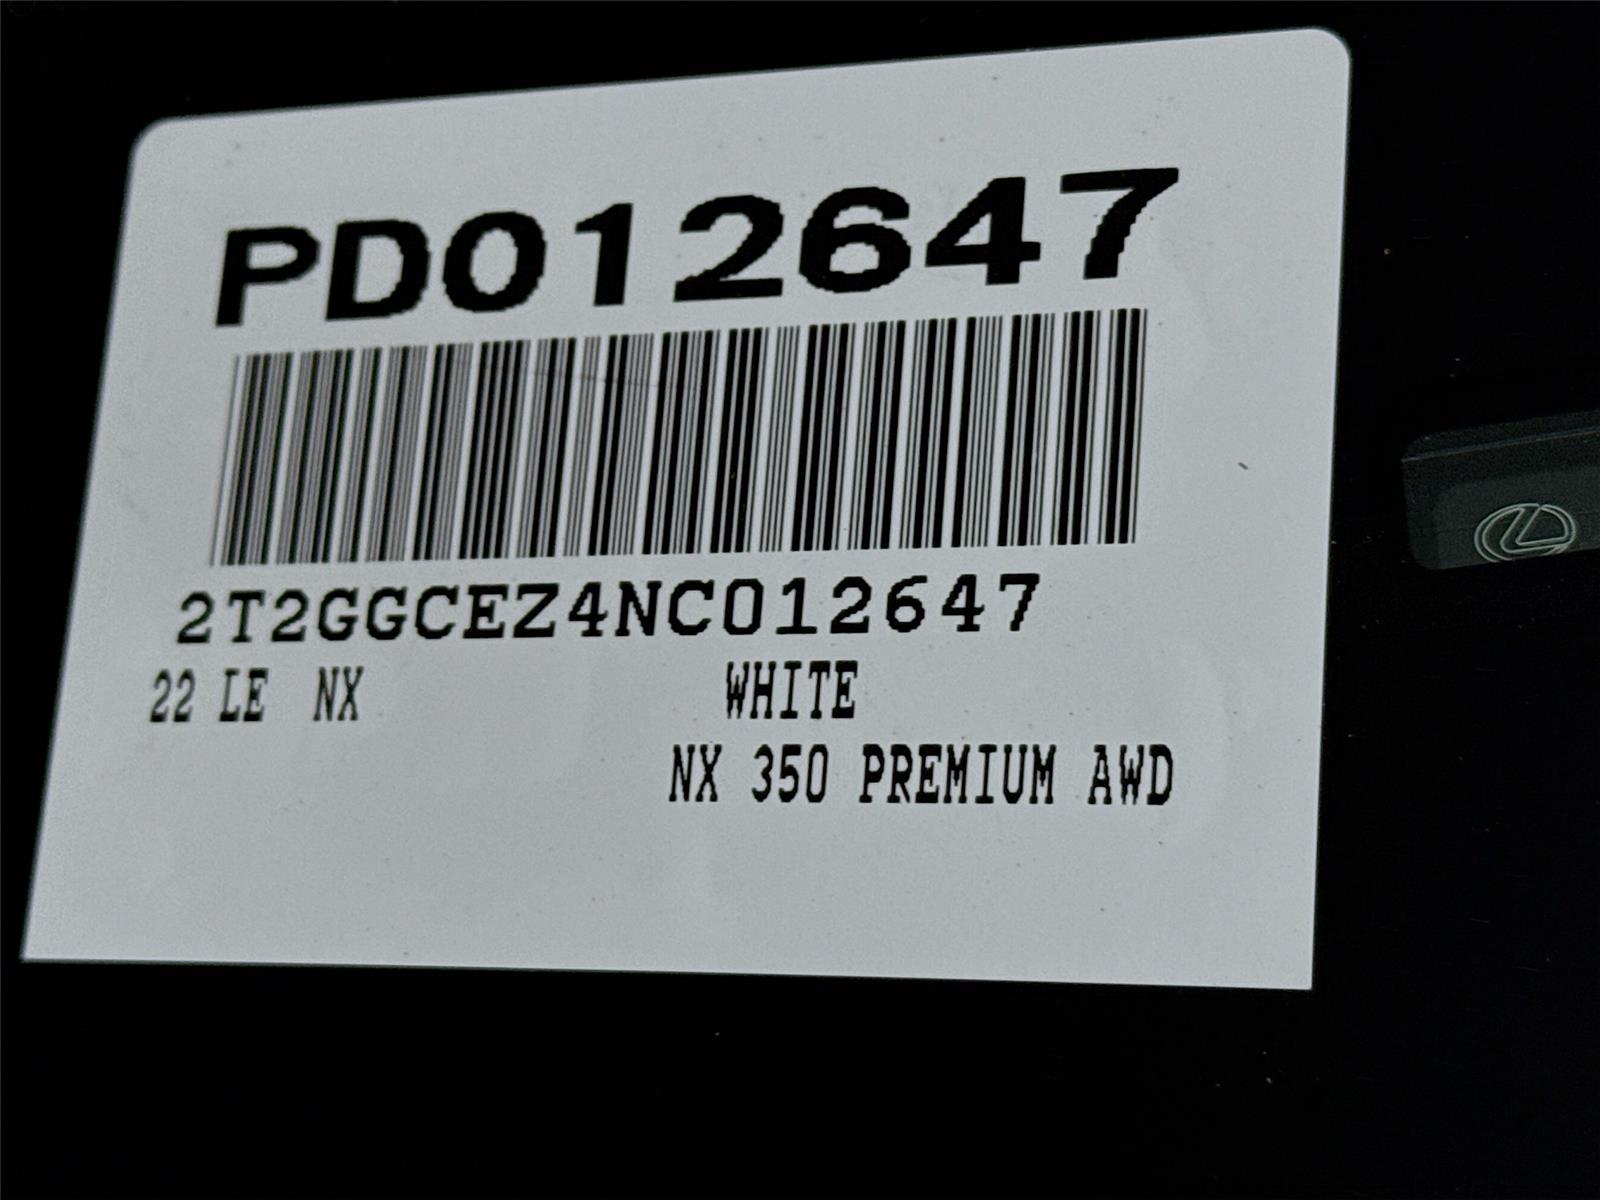 PD012647
2T2GGCEZ4NC012647
22 LE NX WHITE
NX 350 PREMIUM AWD